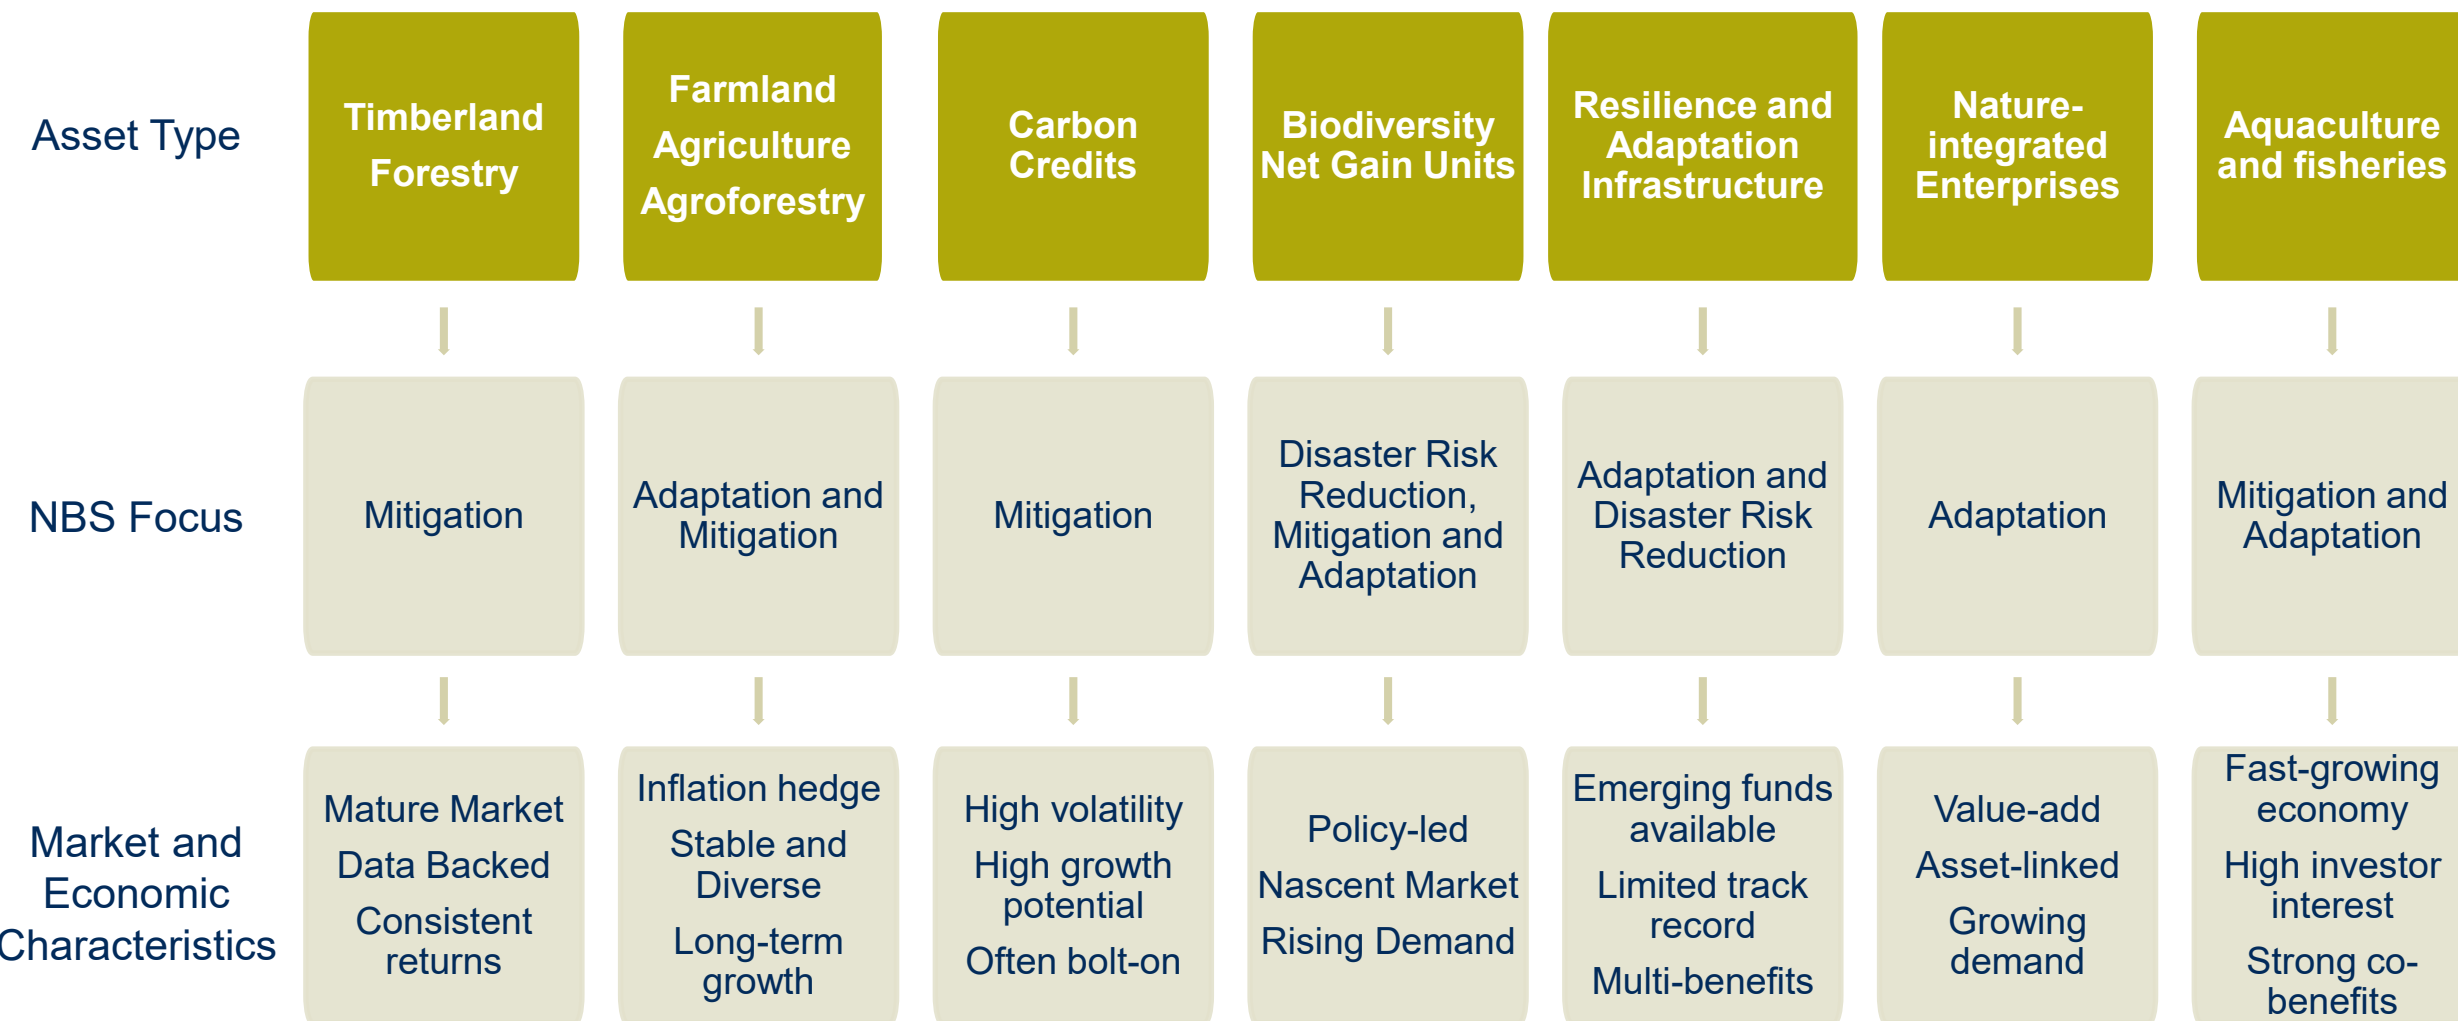 Asset Type
Timberland
Forestry
Farmland
Agriculture
Agroforestry
Carbon
Credits
Biodiversity
Net Gain Units
Resilience and
Adaptation
Infrastructure
Nature-
integrated
Enterprises
Aquaculture
and fisheries
NBS Focus
Mitigation
Adaptation and
Mitigation
Mitigation
Disaster Risk
Reduction,
Mitigation and
Adaptation
Adaptation and
Disaster Risk
Reduction
Adaptation
Mitigation and
Adaptation
Market and
Economic
Characteristics
Mature Market
Data Backed
Consistent
returns
Inflation hedge
Stable and
Diverse
Long-term
growth
High volatility
High growth
potential
Often bolt-on
Policy-led
Nascent Market
Rising Demand
Emerging funds
available
Limited track
record
Multi-benefits
Value-add
Asset-linked
Growing
demand
Fast-growing
economy
High investor
interest
Strong co-
benefits